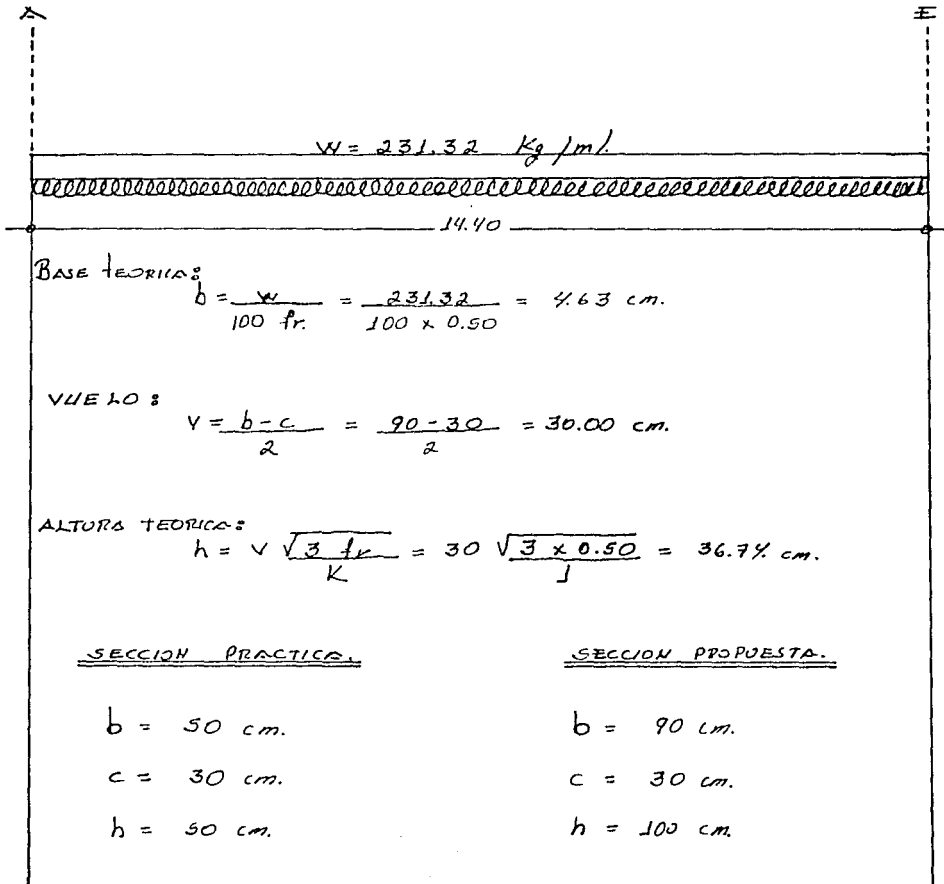 A E
W = 231.32 Kg/ml.
14.40
BASE TEORICA:
b = w / 100 fr. = 231.32 / 100 x 0.50 = 4.63 cm.
VUELO:
V = b - c / 2 = 90 - 30 / 2 = 30.00 cm.
ALTURA TEORICA:
h = V √3 fr / K = 30 √3 x 0.50 / 1 = 36.74 cm.
SECCION PRACTICA. SECCION PROPUESTA.
b = 50 cm. b = 90 cm.
c = 30 cm. c = 30 cm.
h = 50 cm. h = 100 cm.